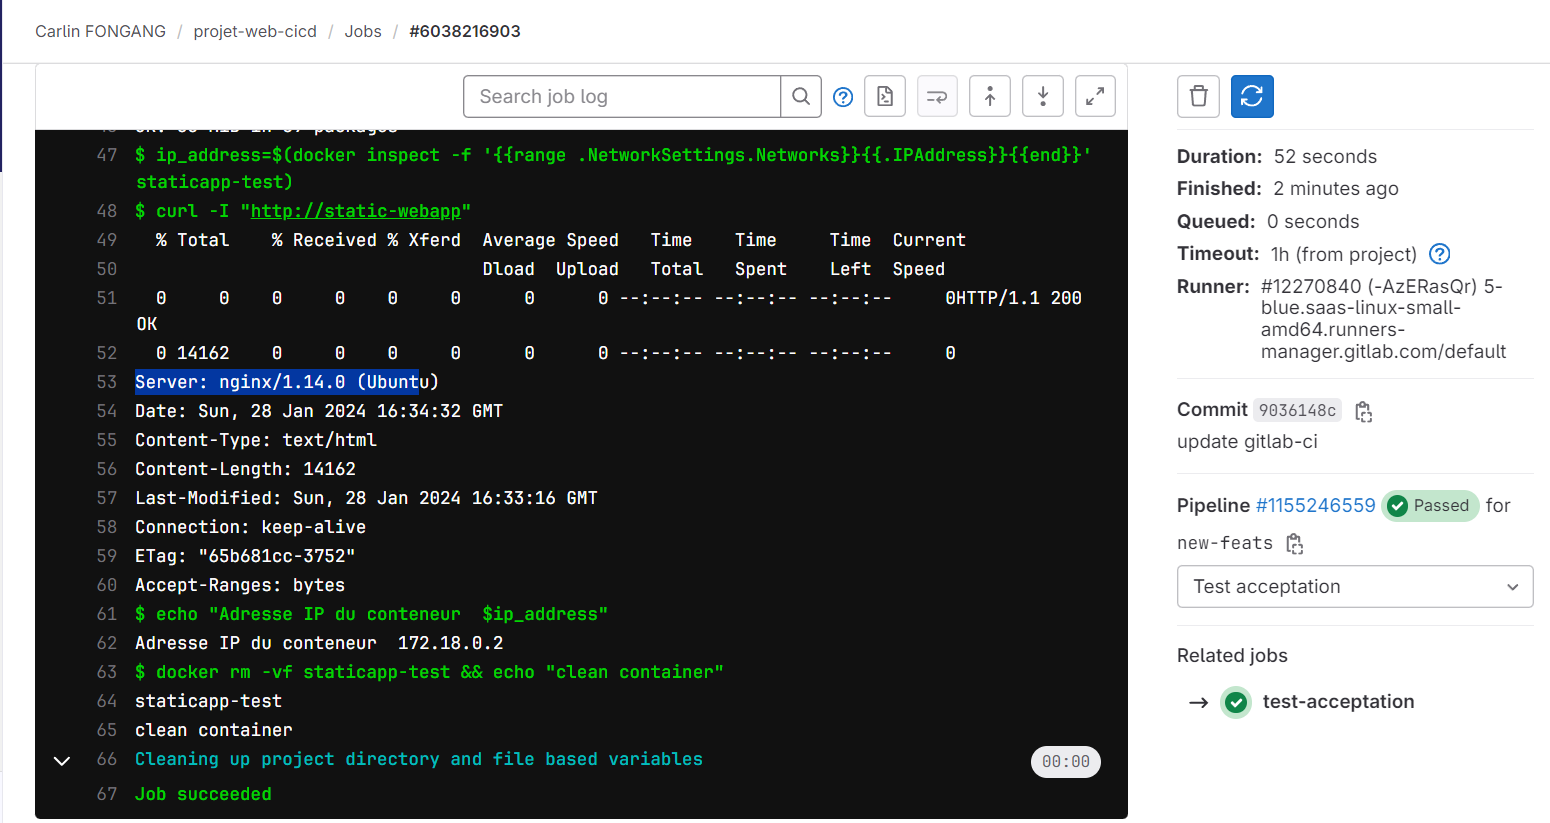 Carlin FONGANG / projet-web-cicd / Jobs / #6038216903
Search job log
47 $ ip_address=$(docker inspect -f '{{range .NetworkSettings.Networks}}{{.IPAddress}}{{end}}'
staticapp-test)
48 $ curl -I "http://static-webapp"
49 % Total % Received % Xferd Average Speed Time Time Time Current
50 Dload Upload Total Spent Left Speed
51 0 0 0 0 0 0 0 0 --:--:-- --:--:-- --:--:-- 0HTTP/1.1 200
OK
52 0 14162 0 0 0 0 0 0 --:--:-- --:--:-- --:--:-- 0
53 Server: nginx/1.14.0 (Ubuntu)
54 Date: Sun, 28 Jan 2024 16:34:32 GMT
55 Content-Type: text/html
56 Content-Length: 14162
57 Last-Modified: Sun, 28 Jan 2024 16:33:16 GMT
58 Connection: keep-alive
59 ETag: "65b681cc-3752"
60 Accept-Ranges: bytes
61 $ echo "Adresse IP du conteneur  $ip_address"
62 Adresse IP du conteneur  172.18.0.2
63 $ docker rm -vf staticapp-test && echo "clean container"
64 staticapp-test
65 clean container
66 Cleaning up project directory and file based variables 00:00
67 Job succeeded
Duration: 52 seconds
Finished: 2 minutes ago
Queued: 0 seconds
Timeout: 1h (from project)
Runner: #12270840 (-AzERasQr) 5-
blue.saas-linux-small-
amd64.runners-
manager.gitlab.com/default
Commit 9036148c
update gitlab-ci
Pipeline #1155246559 Passed for
new-feats
Test acceptation
Related jobs
→ test-acceptation